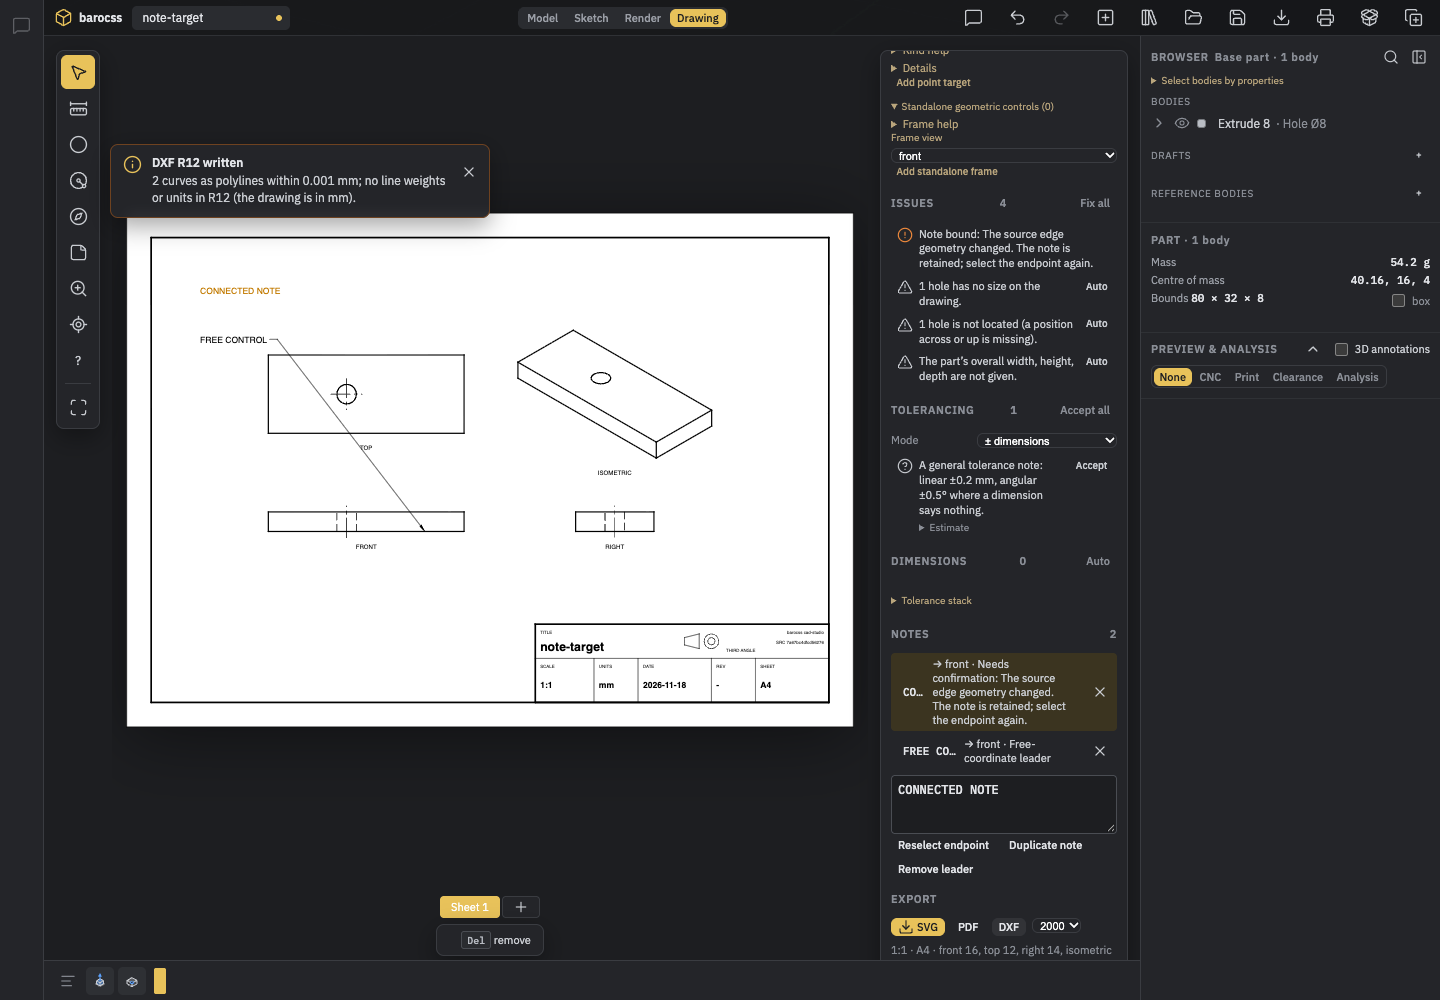 barocss
note-target
Model
Sketch
Render
Drawing
DXF R12 written
2 curves as polylines within 0.001 mm; no line weights
or units in R12 (the drawing is in mm).
?
CONNECTED NOTE
FREE CONTROL
TOP
FRONT
ISOMETRIC
RIGHT
TITLE
note-target
THIRD ANGLE
barocss cad-studio
SCALE
1:1
UNITS
mm
DATE
2026-11-18
REV
-
SHEET
A4
Sheet 1
Del remove
Kind help
Details
Add point target
Standalone geometric controls (0)
Frame help
Frame view
front
Add standalone frame
ISSUES 4 Fix all
Note bound: The source edge
geometry changed. The note is
retained; select the endpoint again.
1 hole has no size on the
drawing.
Auto
1 hole is not located (a position
across or up is missing).
Auto
The part's overall width, height,
depth are not given.
Auto
TOLERANCING 1 Accept all
Mode ± dimensions
A general tolerance note:
linear ±0.2 mm, angular
±0.5° where a dimension
says nothing.
Accept
Estimate
DIMENSIONS 0 Auto
Tolerance stack
NOTES 2
CO…
→ front · Needs
confirmation: The source
edge geometry changed.
The note is retained; select
the endpoint again.
FREE CO…
→ front · Free-
coordinate leader
CONNECTED NOTE
Reselect endpoint Duplicate note
Remove leader
EXPORT
SVG PDF DXF 2000
1:1 · A4 · front 16, top 12, right 14, isometric
BROWSER Base part · 1 body
Select bodies by properties
BODIES
Extrude 8 · Hole Ø8
DRAFTS +
REFERENCE BODIES +
PART · 1 body
Mass 54.2 g
Centre of mass 40.16, 16, 4
Bounds 80 × 32 × 8 box
PREVIEW & ANALYSIS 3D annotations
None CNC Print Clearance Analysis